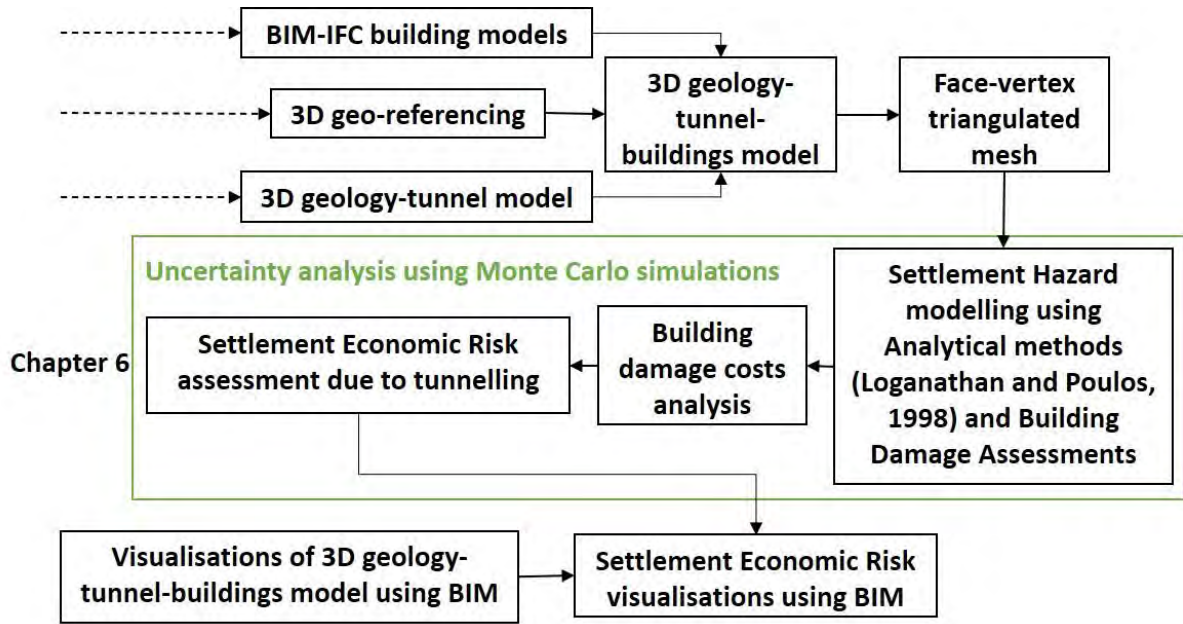 BIM-IFC building models
3D geo-referencing
3D geology-tunnel model
3D geology-
tunnel-
buildings model
Face-vertex
triangulated
mesh
Uncertainty analysis using Monte Carlo simulations
Chapter 6
Settlement Hazard
modelling using
Analytical methods
(Loganathan and Poulos,
1998) and Building
Damage Assessments
Building
damage costs
analysis
Settlement Economic Risk
assessment due to tunnelling
Visualisations of 3D geology-
tunnel-buildings model using BIM
Settlement Economic Risk
visualisations using BIM